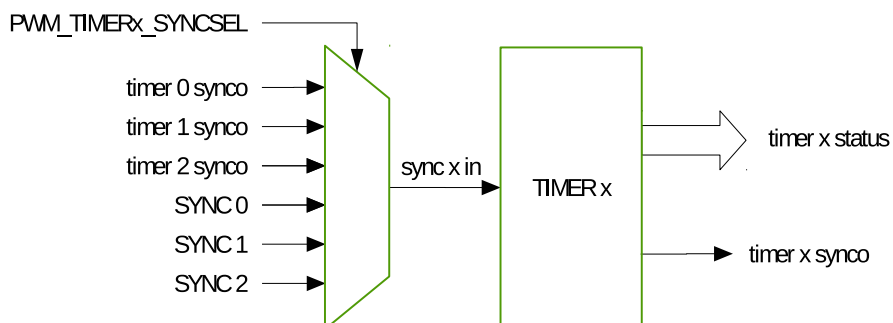 PWM_TIMERx_SYNCSEL
timer 0 synco
timer 1 synco
timer 2 synco
SYNC 0
SYNC 1
SYNC 2
sync x in
TIMER x
timer x status
timer x synco